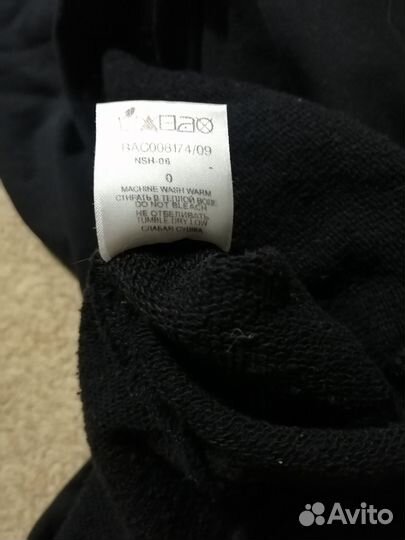 BAC008174/09
NSH-06
0
MACHINE WASH WARM
СТИРАТЬ В ТЕПЛОЙ ВОДЕ
DO NOT BLEACH
НЕ ОТБЕЛИВАТЬ
TUMBLE DRY LOW
СЛАБАЯ СУШКА
Avito